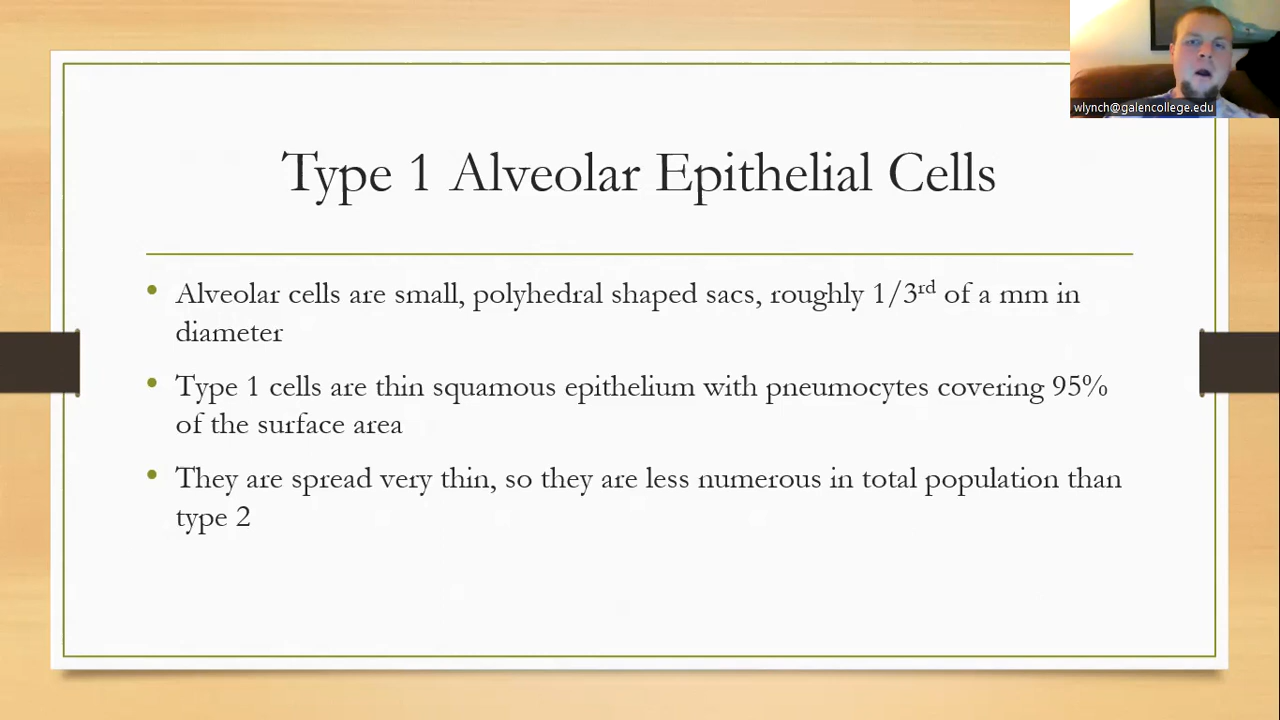 wlynch@galencollege.edu
Type 1 Alveolar Epithelial Cells
• Alveolar cells are small, polyhedral shaped sacs, roughly 1/3rd of a mm in
diameter
• Type 1 cells are thin squamous epithelium with pneumocytes covering 95%
of the surface area
• They are spread very thin, so they are less numerous in total population than
type 2